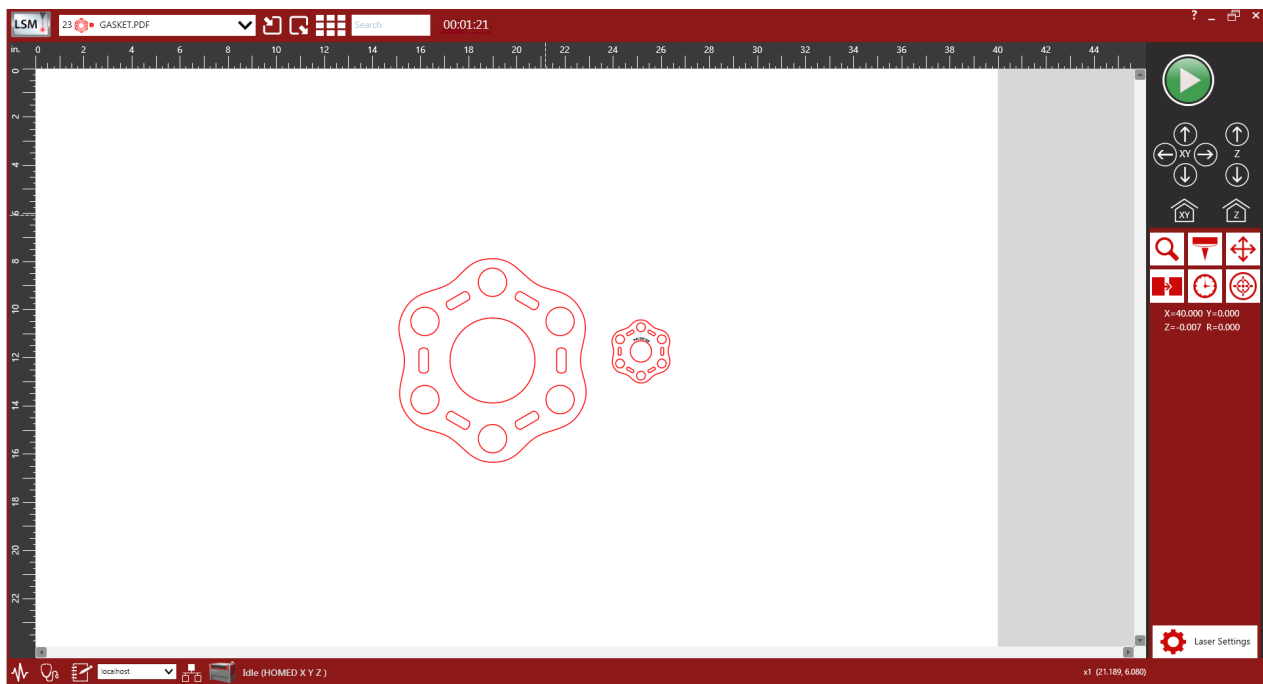 LSM 23 GASKET.PDF Search 00:01:21 ?
in. 0 2 4 6 8 10 12 14 16 18 20 22 24 26 28 30 32 34 36 38 40 42 44
0
2
4
6
8
10
12
14
16
18
20
22
XY Z
XY Z
X=40.000 Y=0.000
Z=-0.007 R=0.000
Laser Settings
localhost Idle (HOMED X Y Z ) x1 (21.189, 6.080)